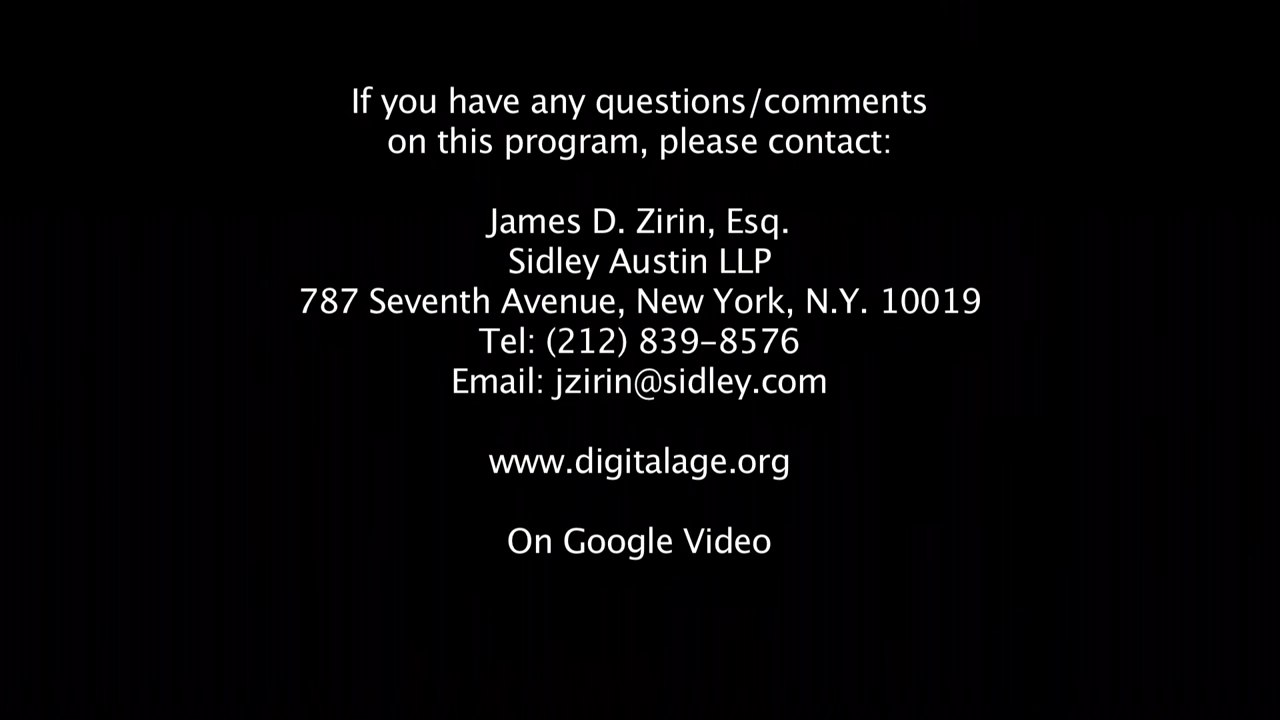 If you have any questions/comments
on this program, please contact:
James D. Zirin, Esq.
Sidley Austin LLP
787 Seventh Avenue, New York, N.Y. 10019
Tel: (212) 839-8576
Email: jzirin@sidley.com
www.digitalage.org
On Google Video